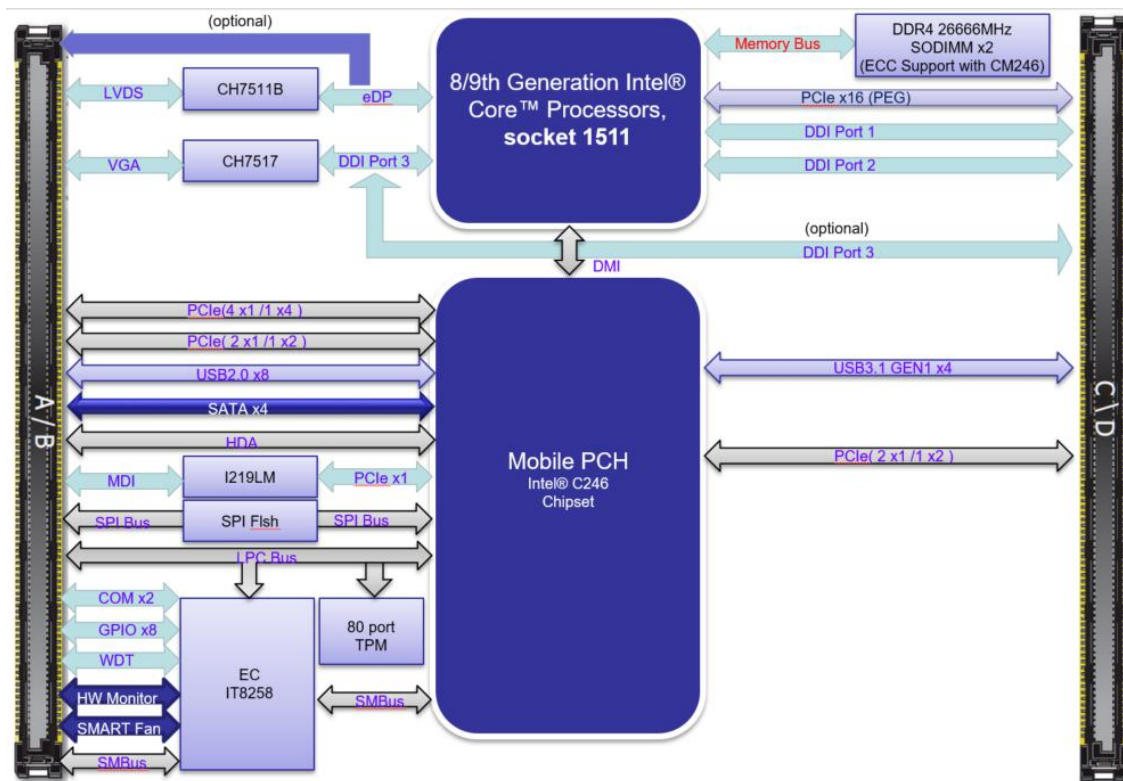 (optional)
8/9th Generation Intel®
Core™ Processors,
socket 1511
Memory Bus
DDR4 26666MHz
SODIMM x2
(ECC Support with CM246)
LVDS
CH7511B
eDP
PCIe x16 (PEG)
DDI Port 1
VGA
CH7517
DDI Port 3
DDI Port 2
(optional)
DDI Port 3
DMI
PCIe(4 x1 /1 x4 )
PCIe( 2 x1 /1 x2 )
USB2.0 x8
USB3.1 GEN1 x4
SATA x4
HDA
A / B
C \ D
Mobile PCH
Intel® C246
Chipset
PCIe( 2 x1 /1 x2 )
MDI
I219LM
PCIe x1
SPI Bus
SPI Flsh
SPI Bus
LPC Bus
COM x2
GPIO x8
WDT
HW Monitor
SMART Fan
SMBus
EC
IT8258
80 port
TPM
SMBus